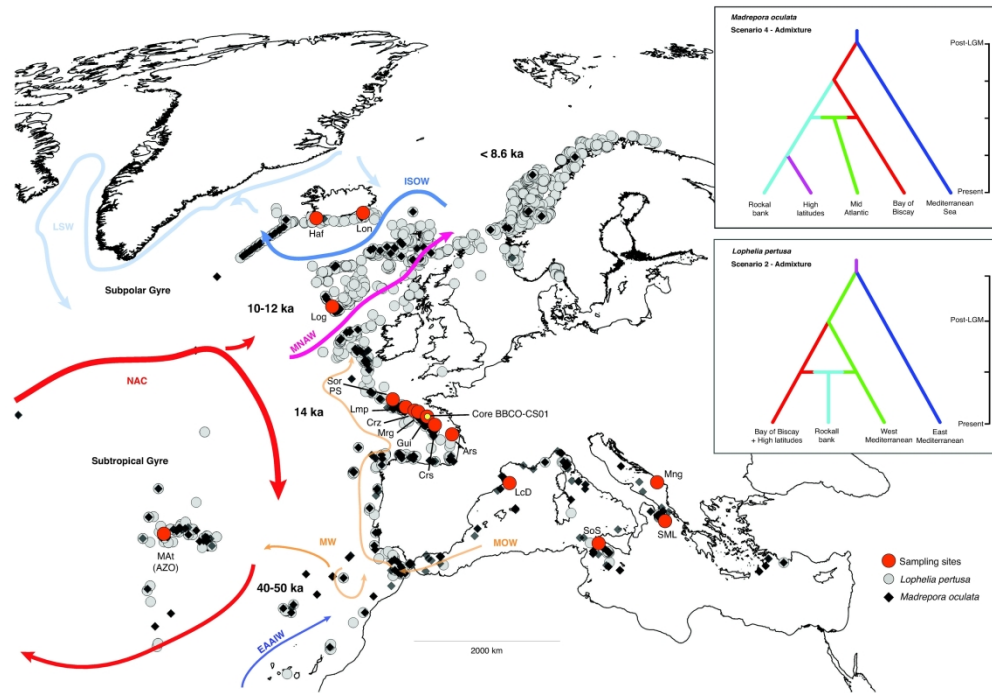 Madrepora oculata
Scenario 4 - Admixture
Post-LGM
Present
Rockal
bank
High
latitudes
Mid
Atlantic
Bay of
Biscay
Mediterranean
Sea
Lophelia pertusa
Scenario 2 - Admixture
Post-LGM
Present
Bay of Biscay
+ High latitudes
Rockall
bank
West
Mediterranean
East
Mediterranean
< 8.6 ka
ISOW
LSW
Haf
Lon
Subpolar Gyre
10-12 ka
Log
MNAW
NAC
Sor
PS
14 ka
Lmp
Core BBCO-CS01
Crz
Mrg
Gui
Ars
Crs
Subtropical Gyre
LcD
Mng
SoS
SML
MAt
(AZO)
MW
MOW
40-50 ka
EAAIW
Sampling sites
Lophelia pertusa
Madrepora oculata
2000 km